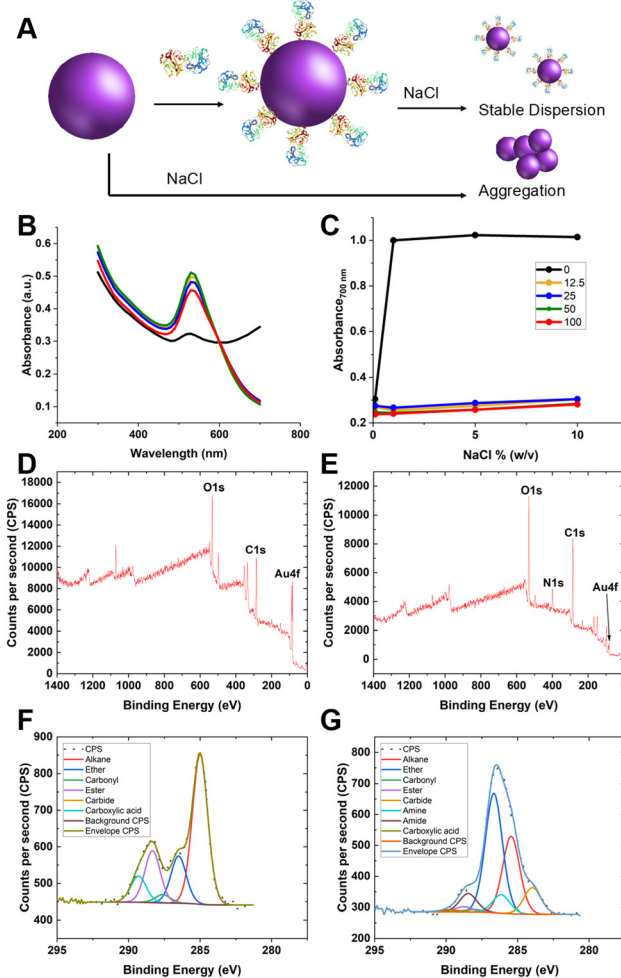 A
NaCl
Stable Dispersion
NaCl
Aggregation
B
Absorbance (a.u.)
0.6
0.5
0.4
0.3
0.2
0.1
200
400
600
800
Wavelength (nm)
C
Absorbance700 nm
1.0
0.8
0.6
0.4
0.2
0
12.5
25
50
100
0
5
10
NaCl % (w/v)
D
Counts per second (CPS)
18000
16000
14000
12000
10000
8000
6000
4000
2000
0
O1s
C1s
Au4f
1400 1200 1000 800 600 400 200 0
Binding Energy (eV)
E
Counts per second (CPS)
12000
10000
8000
6000
4000
2000
0
O1s
C1s
N1s
Au4f
1400 1200 1000 800 600 400 200 0
Binding Energy (eV)
F
Counts per second (CPS)
900
800
700
600
500
400
CPS
Alkane
Ether
Carbonyl
Ester
Carbide
Carboxylic acid
Background CPS
Envelope CPS
295
290
285
280
Binding Energy (eV)
G
Counts per second (CPS)
800
700
600
500
400
300
200
CPS
Alkane
Ether
Carbonyl
Ester
Carbide
Amine
Amide
Carboxylic acid
Background CPS
Envelope CPS
295
290
285
280
Binding Energy (eV)